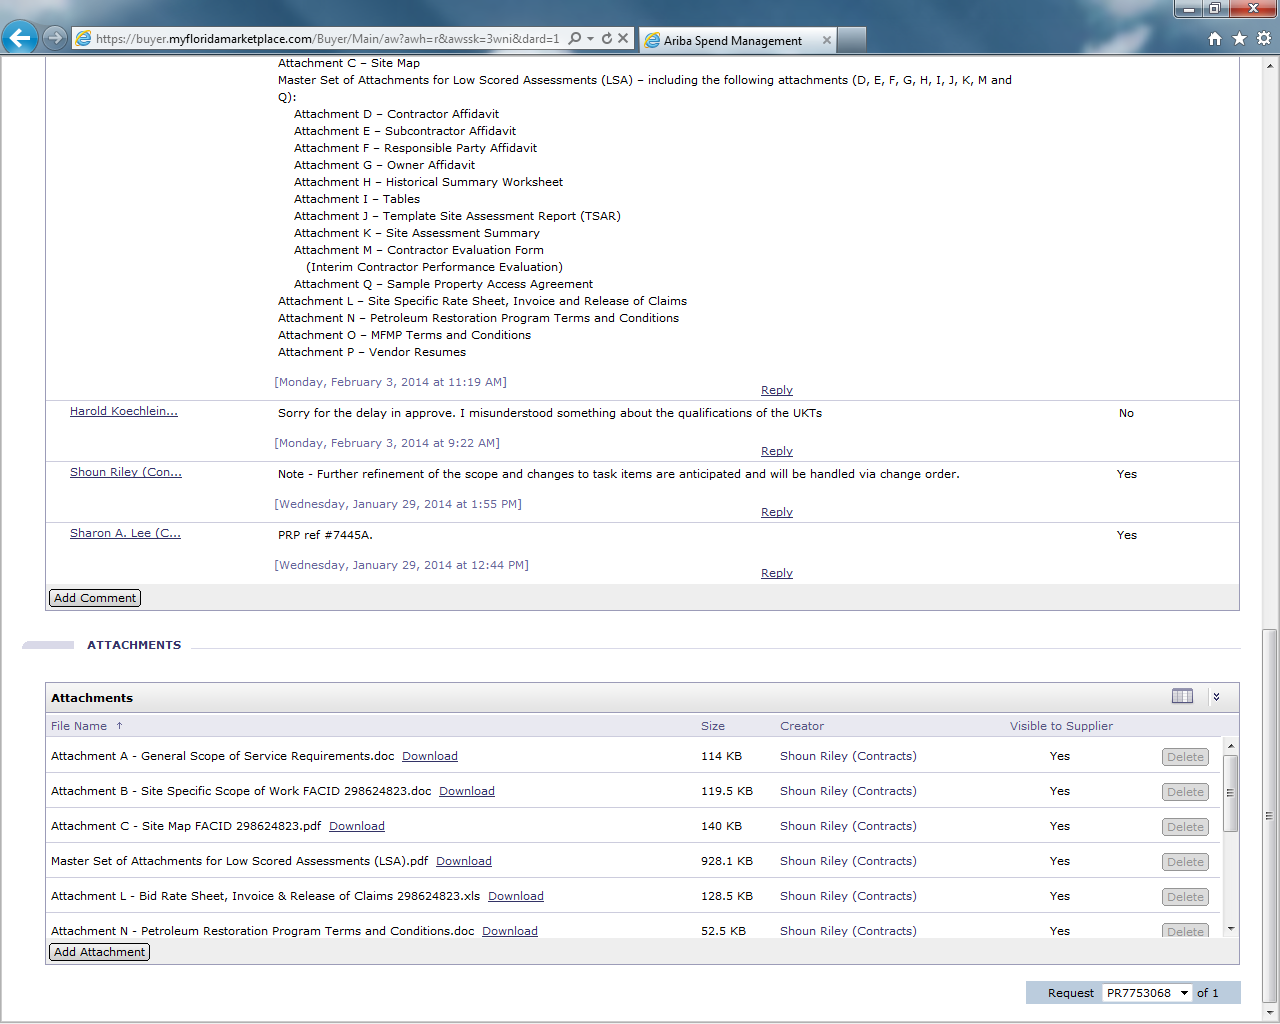 https://buyer.myfloridamarketplace.com/Buyer/Main/aw?awh=r&awssk=3wni&dard=1
Ariba Spend Management
Attachment C – Site Map
Master Set of Attachments for Low Scored Assessments (LSA) – including the following attachments (D, E, F, G, H, I, J, K, M and
Q):
Attachment D – Contractor Affidavit
Attachment E – Subcontractor Affidavit
Attachment F – Responsible Party Affidavit
Attachment G – Owner Affidavit
Attachment H – Historical Summary Worksheet
Attachment I – Tables
Attachment J – Template Site Assessment Report (TSAR)
Attachment K – Site Assessment Summary
Attachment M – Contractor Evaluation Form
(Interim Contractor Performance Evaluation)
Attachment Q – Sample Property Access Agreement
Attachment L – Site Specific Rate Sheet, Invoice and Release of Claims
Attachment N – Petroleum Restoration Program Terms and Conditions
Attachment O – MFMP Terms and Conditions
Attachment P – Vendor Resumes
[Monday, February 3, 2014 at 11:19 AM]
Reply
Harold Koechlein... Sorry for the delay in approve. I misunderstood something about the qualifications of the UKTs No
[Monday, February 3, 2014 at 9:22 AM]
Reply
Shoun Riley (Con... Note - Further refinement of the scope and changes to task items are anticipated and will be handled via change order. Yes
[Wednesday, January 29, 2014 at 1:55 PM]
Reply
Sharon A. Lee (C... PRP ref #7445A. Yes
[Wednesday, January 29, 2014 at 12:44 PM]
Reply
Add Comment
ATTACHMENTS
Attachments
File Name ↑ Size Creator Visible to Supplier
Attachment A - General Scope of Service Requirements.doc Download 114 KB Shoun Riley (Contracts) Yes Delete
Attachment B - Site Specific Scope of Work FACID 298624823.doc Download 119.5 KB Shoun Riley (Contracts) Yes Delete
Attachment C - Site Map FACID 298624823.pdf Download 140 KB Shoun Riley (Contracts) Yes Delete
Master Set of Attachments for Low Scored Assessments (LSA).pdf Download 928.1 KB Shoun Riley (Contracts) Yes Delete
Attachment L - Bid Rate Sheet, Invoice & Release of Claims 298624823.xls Download 128.5 KB Shoun Riley (Contracts) Yes Delete
Attachment N - Petroleum Restoration Program Terms and Conditions.doc Download 52.5 KB Shoun Riley (Contracts) Yes Delete
Add Attachment
Request PR7753068 of 1